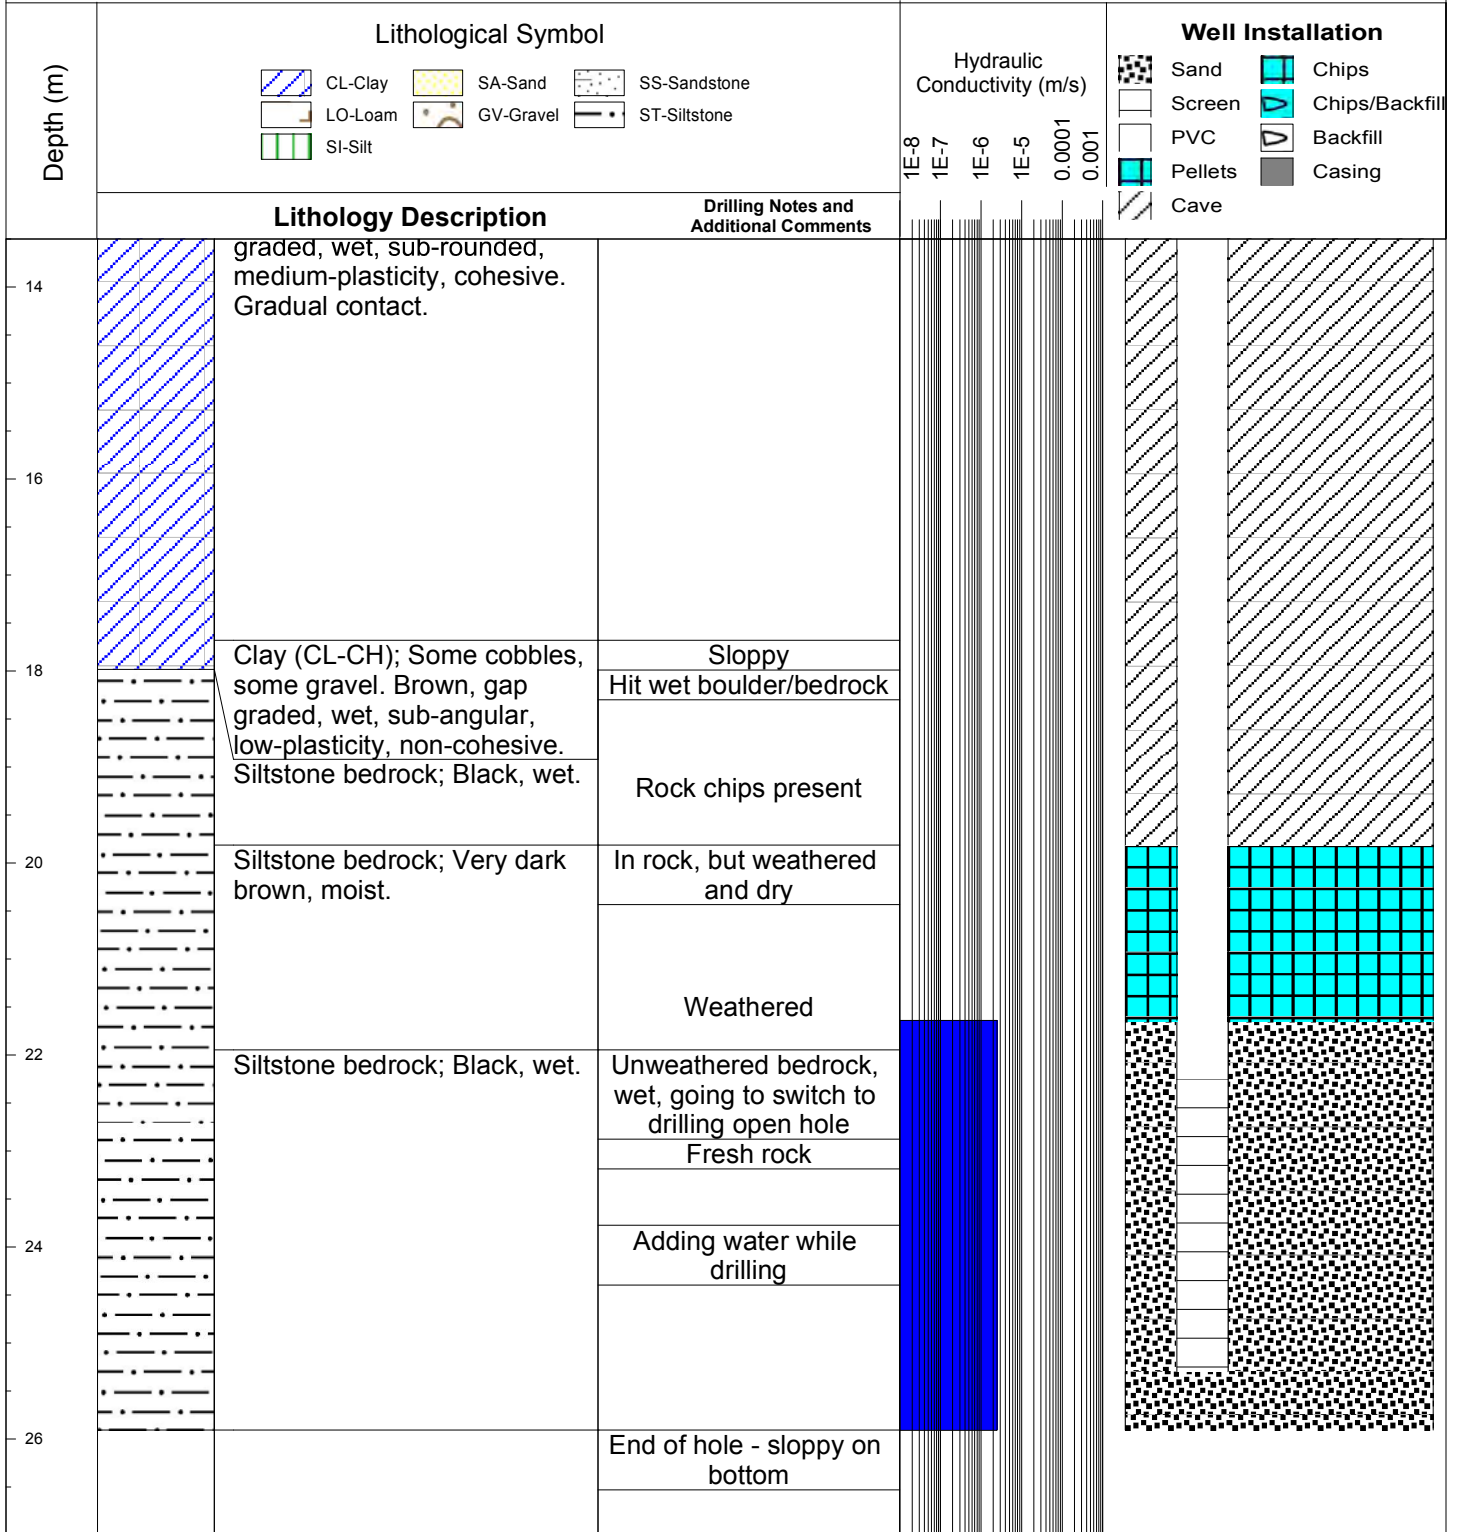 Depth (m)
Lithological Symbol
CL-Clay
SA-Sand
SS-Sandstone
LO-Loam
GV-Gravel
ST-Siltstone
SI-Silt
Hydraulic
Conductivity (m/s)
1E-8
1E-7
1E-6
1E-5
0.0001
0.001
Well Installation
Sand
Chips
Screen
Chips/Backfill
PVC
Backfill
Pellets
Casing
Cave
Lithology Description
Drilling Notes and
Additional Comments
graded, wet, sub-rounded,
medium-plasticity, cohesive.
Gradual contact.
14
16
18
20
22
24
26
Clay (CL-CH); Some cobbles,
some gravel. Brown, gap
graded, wet, sub-angular,
low-plasticity, non-cohesive.
Siltstone bedrock; Black, wet.
Siltstone bedrock; Very dark
brown, moist.
Siltstone bedrock; Black, wet.
Sloppy
Hit wet boulder/bedrock
Rock chips present
In rock, but weathered
and dry
Weathered
Unweathered bedrock,
wet, going to switch to
drilling open hole
Fresh rock
Adding water while
drilling
End of hole - sloppy on
bottom